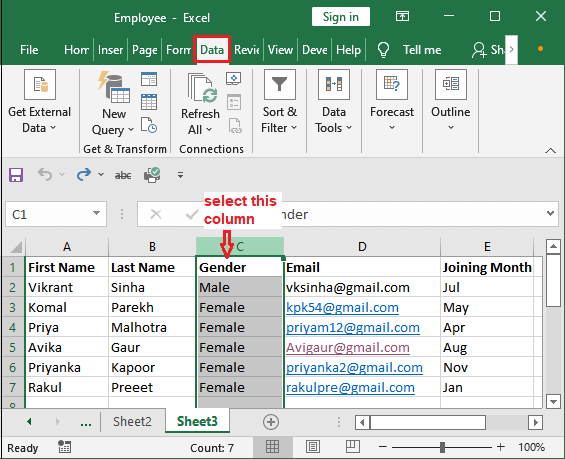 Employee - Excel
Sign in
File Hom Inser Page Form Data Revie View Deve Help Tell me Sh
Get External Data
New Query
Refresh All
Sort & Filter
Data Tools
Forecast
Outline
Get & Transform
Connections
abc
select this
column
C1 nder
A B C D E
1 First Name Last Name Gender Email Joining Month
2 Vikrant Sinha Male vksinha@gmail.com Jul
3 Komal Parekh Female kpk54@gmail.com May
4 Priya Malhotra Female priyam12@gmail.com Apr
5 Avika Gaur Female Avigaur@gmail.com Aug
6 Priyanka Kapoor Female priyanka2@gmail.com Nov
7 Rakul Preeet Female rakulpre@gmail.com Jan
... Sheet2 Sheet3
Ready Count: 7 100%